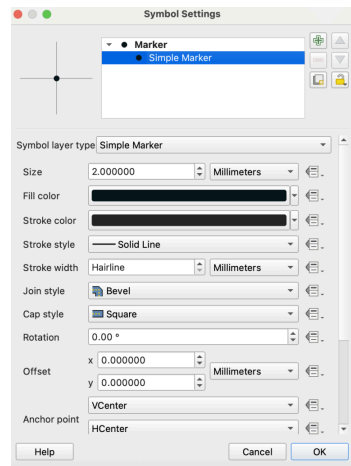 Symbol Settings
Marker
Simple Marker
Symbol layer type Simple Marker
Size 2.000000 Millimeters
Fill color
Stroke color
Stroke style Solid Line
Stroke width Hairline Millimeters
Join style Bevel
Cap style Square
Rotation 0.00 °
x 0.000000
Offset Millimeters
y 0.000000
VCenter
Anchor point
HCenter
Help Cancel OK